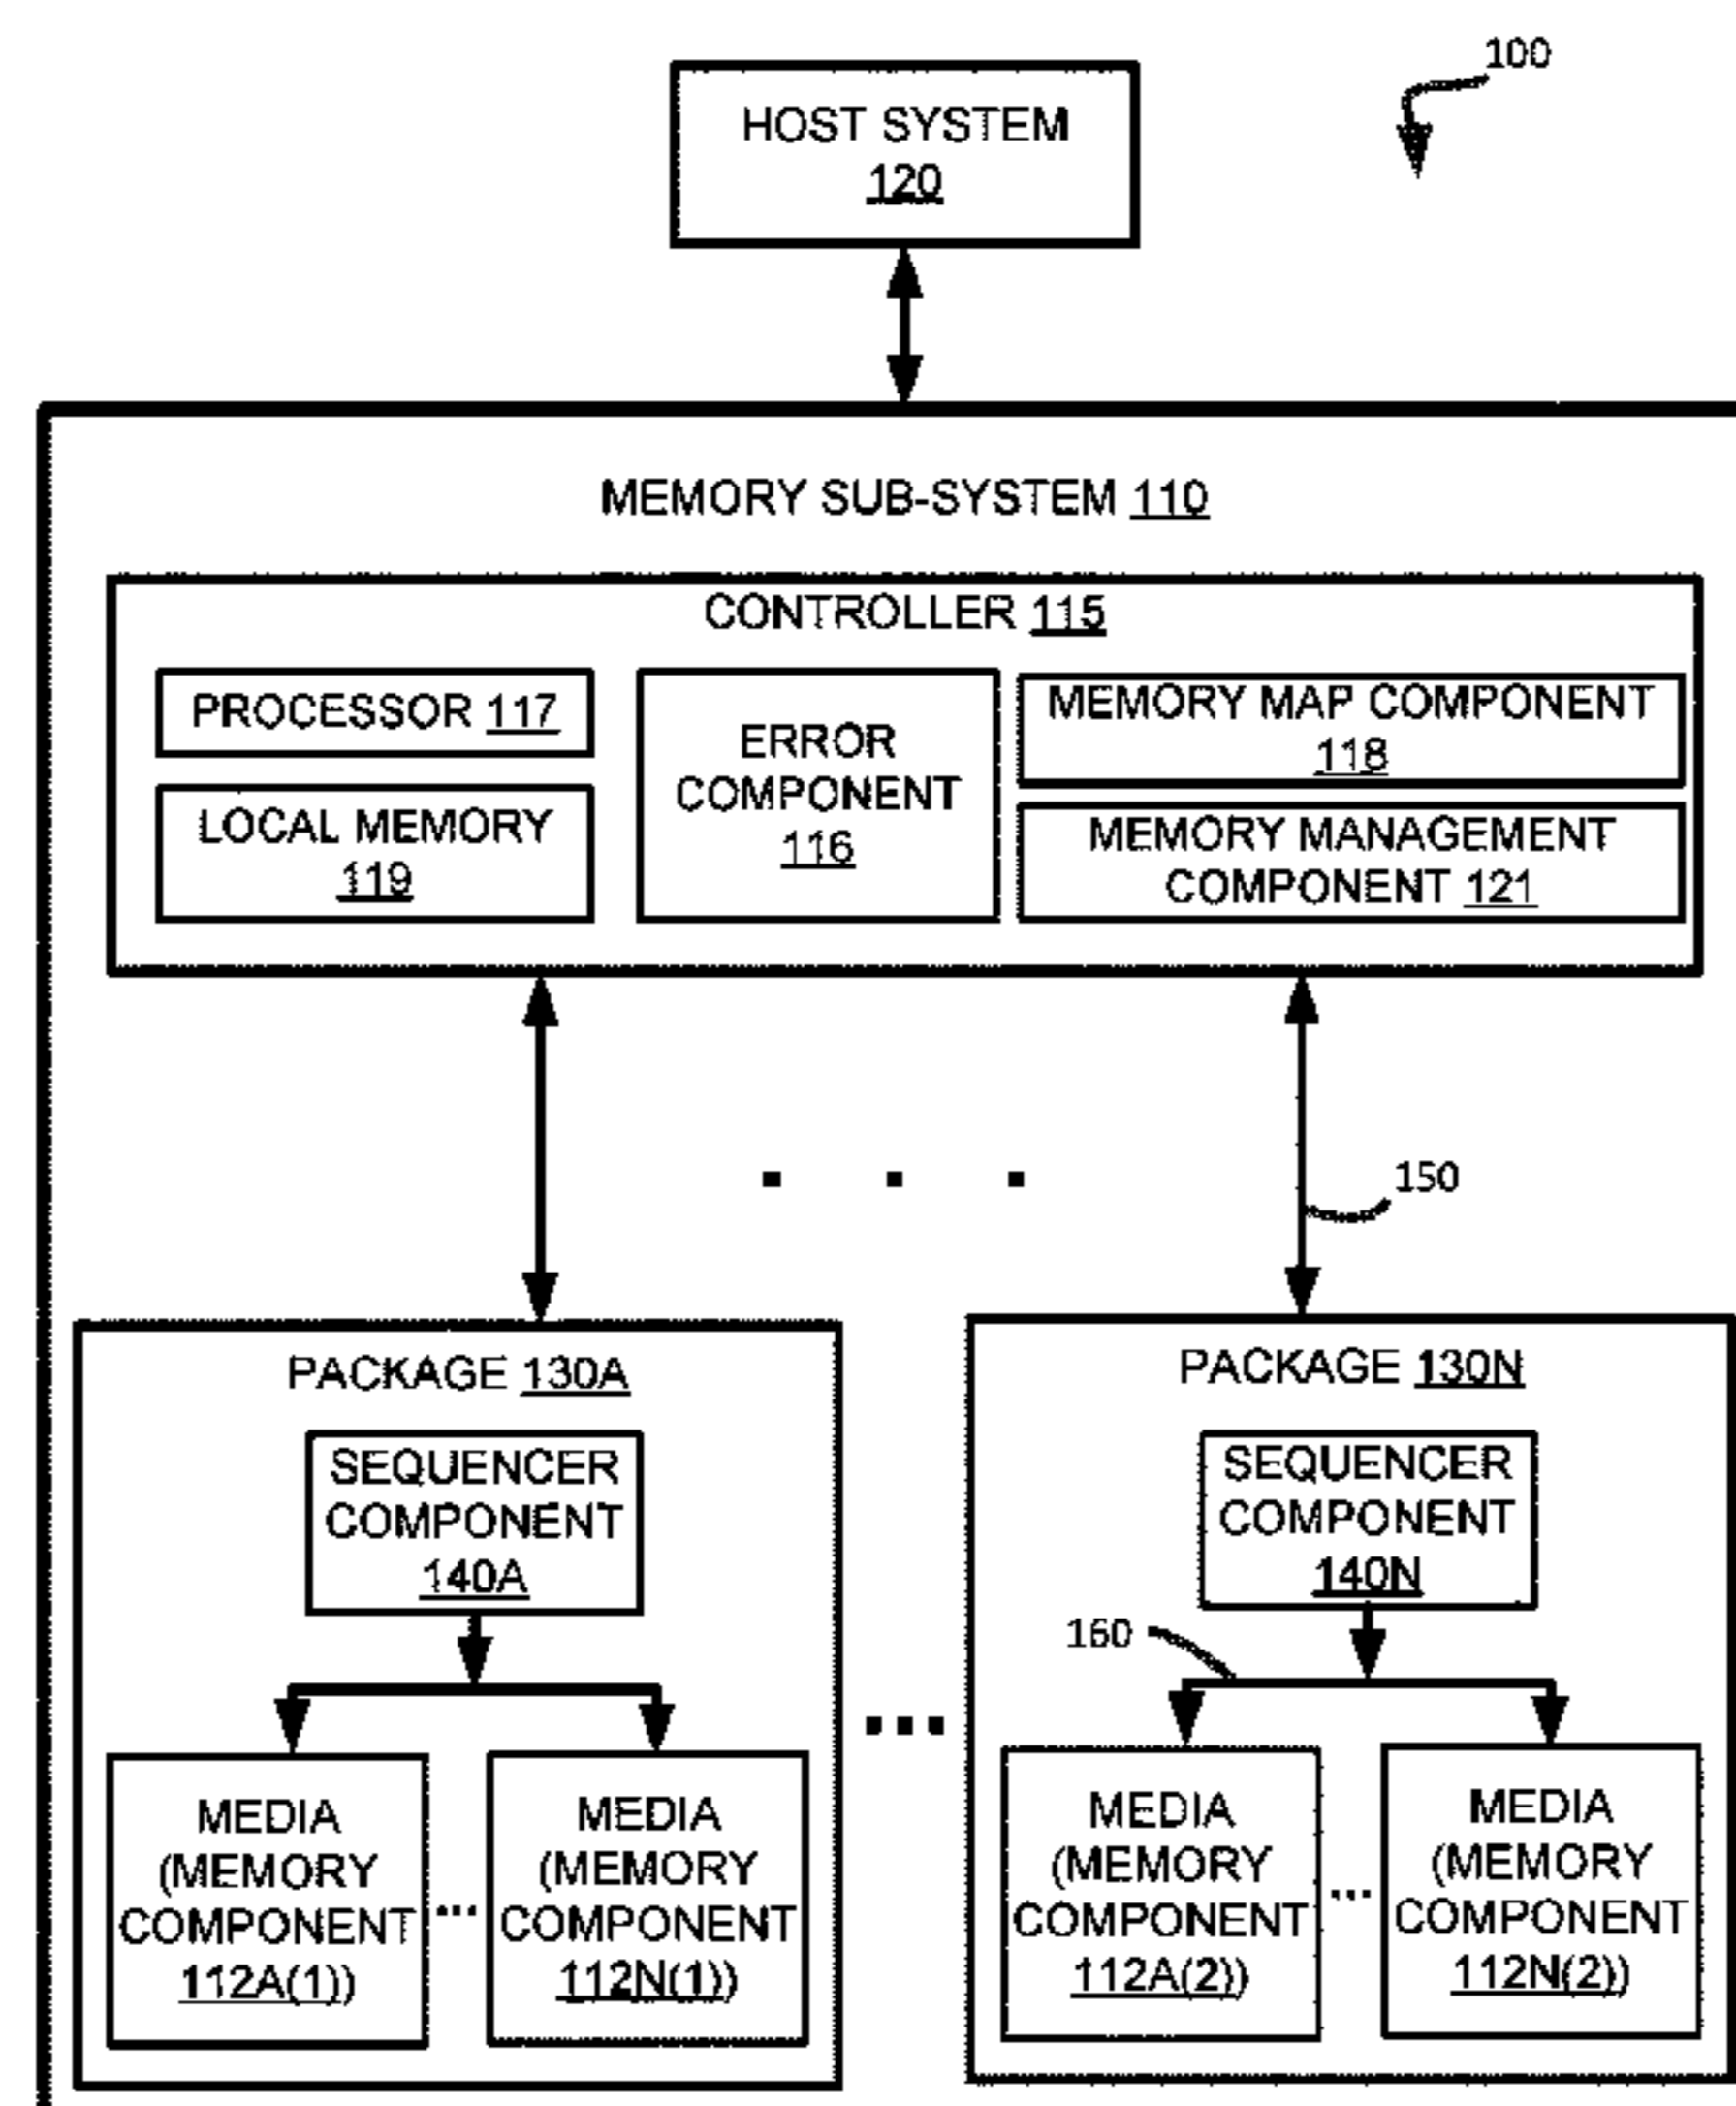 100
HOST SYSTEM
120
MEMORY SUB-SYSTEM 110
CONTROLLER 115
PROCESSOR 117
LOCAL MEMORY
119
ERROR
COMPONENT
116
MEMORY MAP COMPONENT
118
MEMORY MANAGEMENT
COMPONENT 121
. . .
150
PACKAGE 130A
SEQUENCER
COMPONENT
140A
MEDIA
(MEMORY
COMPONENT
112A(1))
...
MEDIA
(MEMORY
COMPONENT
112N(1))
...
PACKAGE 130N
SEQUENCER
COMPONENT
140N
160
MEDIA
(MEMORY
COMPONENT
112A(2))
...
MEDIA
(MEMORY
COMPONENT
112N(2))